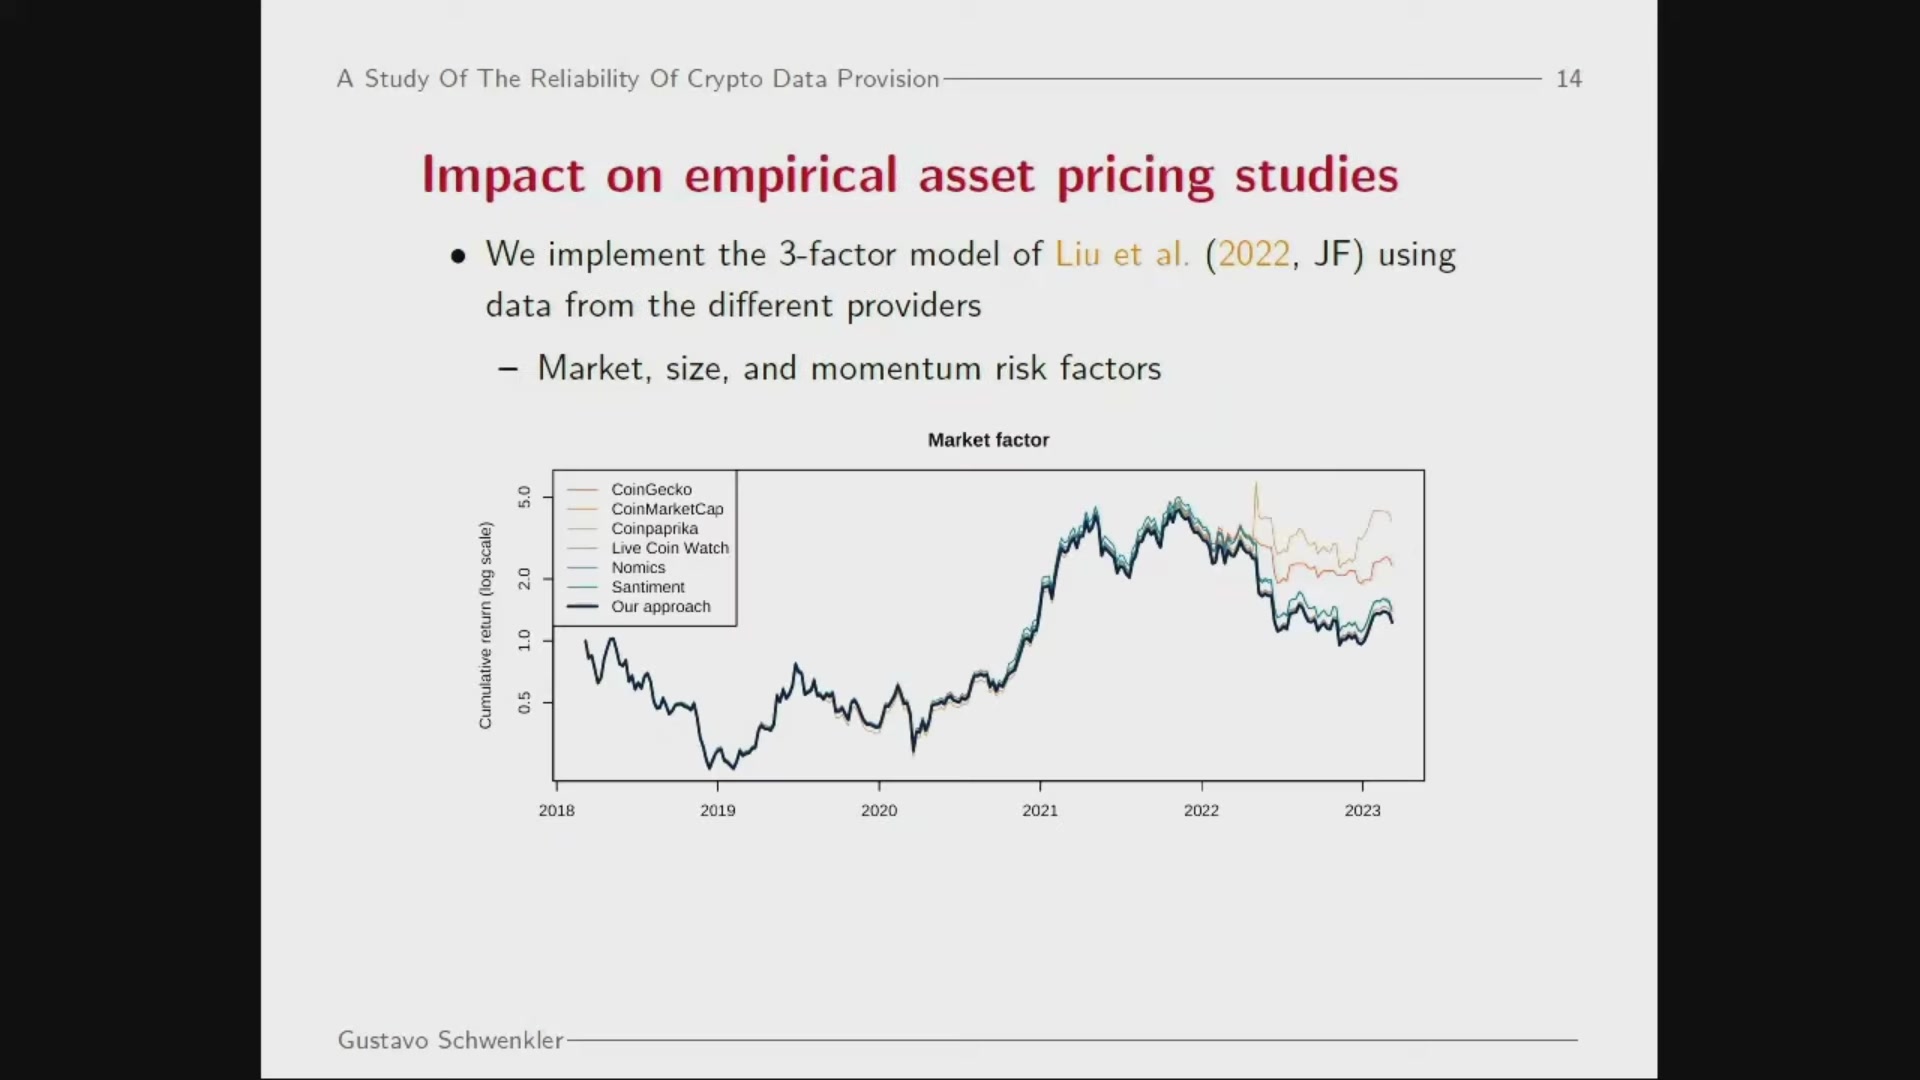 A Study Of The Reliability Of Crypto Data Provision 14
Impact on empirical asset pricing studies
• We implement the 3-factor model of Liu et al. (2022, JF) using
data from the different providers
– Market, size, and momentum risk factors
Market factor
CoinGecko
CoinMarketCap
Coinpaprika
Live Coin Watch
Nomics
Santiment
Our approach
Cumulative return (log scale)
5.0
2.0
1.0
0.5
2018 2019 2020 2021 2022 2023
Gustavo Schwenkler